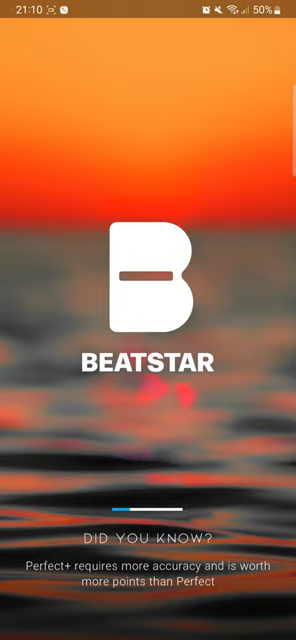 21:10
50%
BEATSTAR
DID YOU KNOW?
Perfect+ requires more accuracy and is worth
more points than Perfect